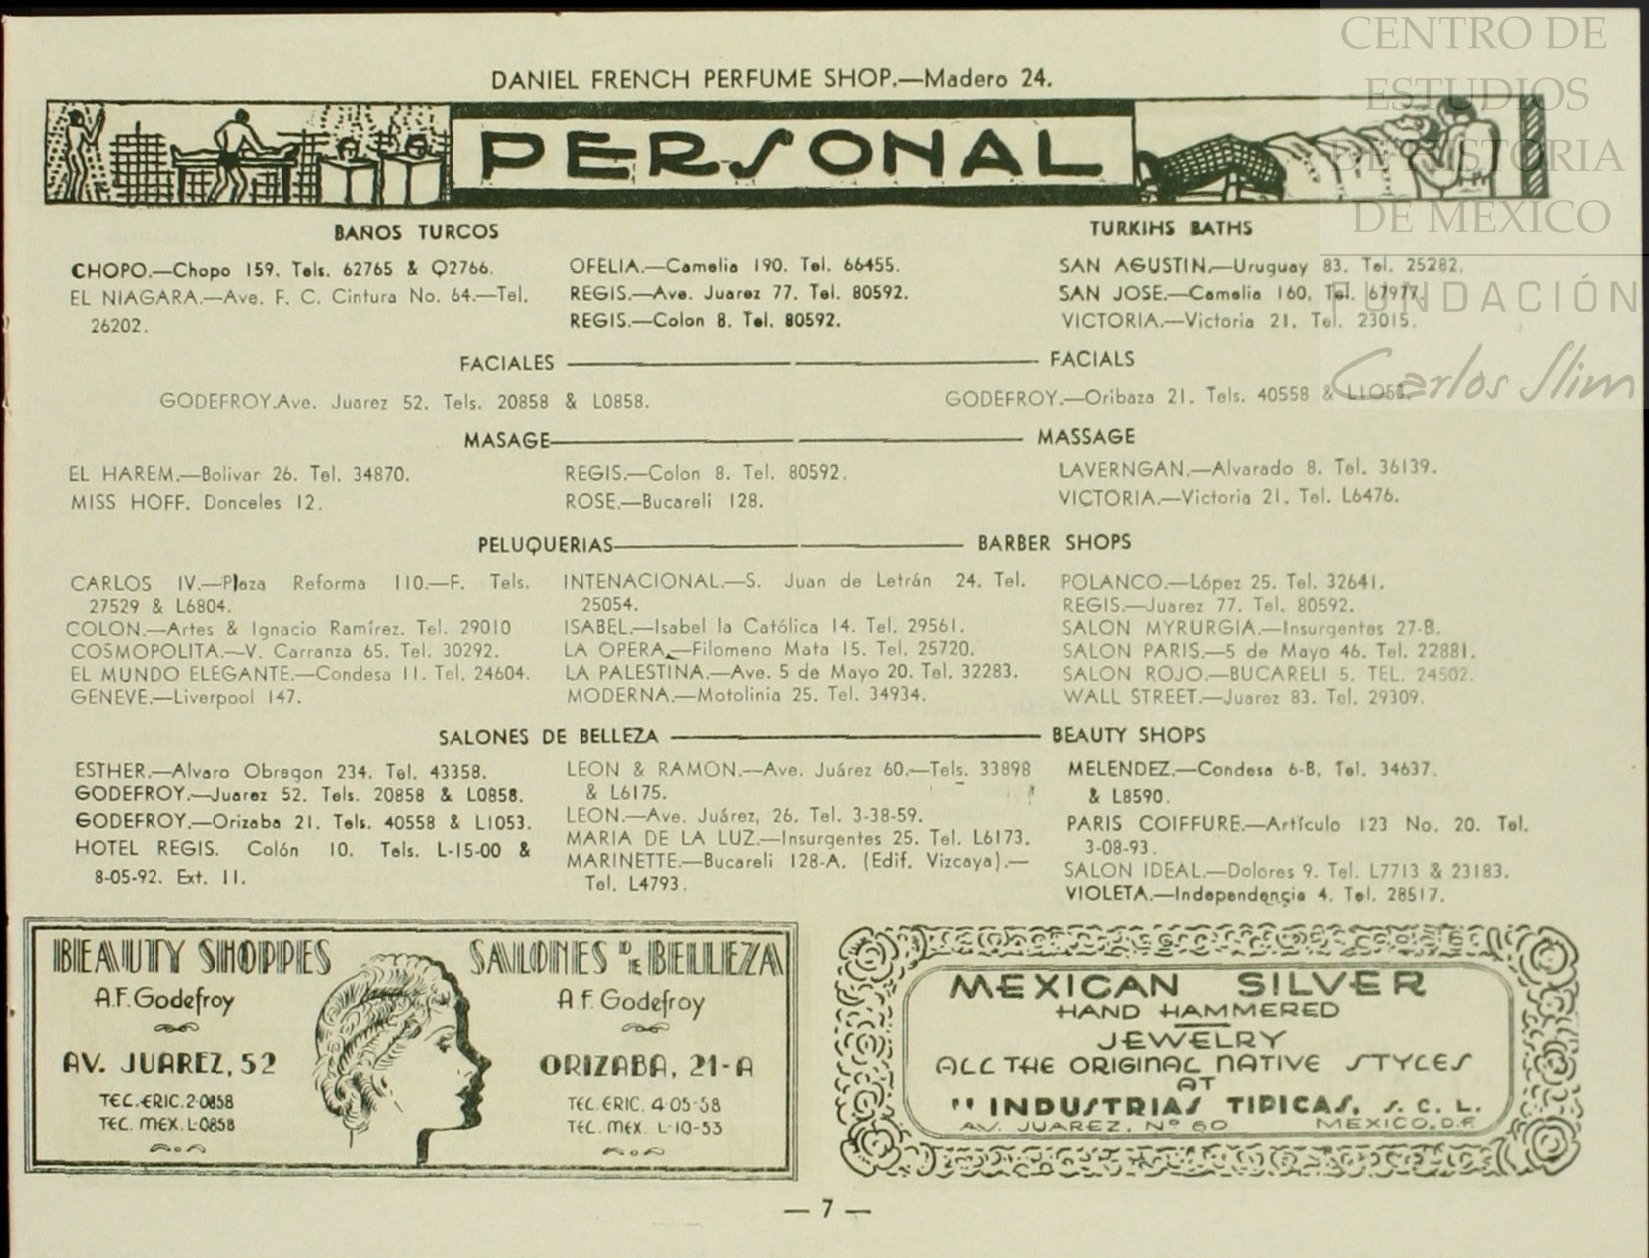 CENTRO DE
ESTUDIOS
DE HISTORIA
DE MEXICO
FUNDACIÓN
Carlos Slim
DANIEL FRENCH PERFUME SHOP.—Madero 24.
PERSONAL
BANOS TURCOS
TURKIHS BATHS
CHOPO.—Chopo 159. Tels. 62765 & Q2766.
EL NIAGARA.—Ave. F. C. Cintura No. 64.—Tel.
26202.
OFELIA.—Camelia 190. Tel. 66455.
REGIS.—Ave. Juarez 77. Tel. 80592.
REGIS.—Colon 8. Tel. 80592.
SAN AGUSTIN.—Uruguay 83. Tel. 25282.
SAN JOSE.—Camelia 160. Tel. 67977.
VICTORIA.—Victoria 21. Tel. 23015.
FACIALES — FACIALS
GODEFROY.Ave. Juarez 52. Tels. 20858 & L0858.
GODEFROY.—Oribaza 21. Tels. 40558 & L1053.
MASAGE — MASSAGE
EL HAREM.—Bolivar 26. Tel. 34870.
MISS HOFF. Donceles 12.
REGIS.—Colon 8. Tel. 80592.
ROSE.—Bucareli 128.
LAVERNGAN.—Alvarado 8. Tel. 36139.
VICTORIA.—Victoria 21. Tel. L6476.
PELUQUERIAS — BARBER SHOPS
CARLOS IV.—Plaza Reforma 110.—F. Tels.
27529 & L6804.
COLON.—Artes & Ignacio Ramírez. Tel. 29010
COSMOPOLITA.—V. Carranza 65. Tel. 30292.
EL MUNDO ELEGANTE.—Condesa 11. Tel. 24604.
GENEVE.—Liverpool 147.
INTENACIONAL.—S. Juan de Letrán 24. Tel.
25054.
ISABEL.—Isabel la Católica 14. Tel. 29561.
LA OPERA.—Filomeno Mata 15. Tel. 25720.
LA PALESTINA.—Ave. 5 de Mayo 20. Tel. 32283.
MODERNA.—Motolinia 25. Tel. 34934.
POLANCO.—López 25. Tel. 32641.
REGIS.—Juarez 77. Tel. 80592.
SALON MYRURGIA.—Insurgentes 27-B.
SALON PARIS.—5 de Mayo 46. Tel. 22881.
SALON ROJO.—BUCARELI 5. TEL. 24502.
WALL STREET.—Juarez 83. Tel. 29309.
SALONES DE BELLEZA — BEAUTY SHOPS
ESTHER.—Alvaro Obregon 234. Tel. 43358.
GODEFROY.—Juarez 52. Tels. 20858 & L0858.
GODEFROY.—Orizaba 21. Tels. 40558 & L1053.
HOTEL REGIS. Colón 10. Tels. L-15-00 &
8-05-92. Ext. 11.
LEON & RAMON.—Ave. Juárez 60.—Tels. 33898
& L6175.
LEON.—Ave. Juárez, 26. Tel. 3-38-59.
MARIA DE LA LUZ.—Insurgentes 25. Tel. L6173.
MARINETTE.—Bucareli 128-A. (Edif. Vizcaya).—
Tel. L4793.
MELENDEZ.—Condesa 6-B. Tel. 34637.
& L8590.
PARIS COIFFURE.—Artículo 123 No. 20. Tel.
3-08-93.
SALON IDEAL.—Dolores 9. Tel. L7713 & 23183.
VIOLETA.—Independencia 4. Tel. 28517.
BEAUTY SHOPPES
A.F. Godefroy
AV. JUAREZ, 52
TEL. ERIC. 2-0858
TEL. MEX. L-0858
SALONES DE BELLEZA
A.F. Godefroy
ORIZABA, 21-A
TEL. ERIC. 4-05-58
TEL. MEX. L-10-53
MEXICAN SILVER
HAND HAMMERED
JEWELRY
ALL THE ORIGINAL NATIVE STYLES
AT
" INDUSTRIAS TIPICAS, S. C. L.
AV. JUAREZ, Nº 60 MEXICO, D.F.
— 7 —